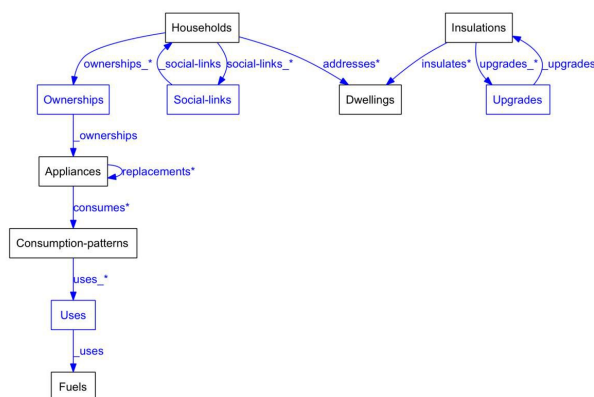 Households
Insulations
ownerships_*
_social-links
social-links_*
addresses*
insulates*
upgrades_*
_upgrades
Ownerships
Social-links
Dwellings
Upgrades
_ownerships
Appliances
replacements*
consumes*
Consumption-patterns
uses_*
Uses
_uses
Fuels